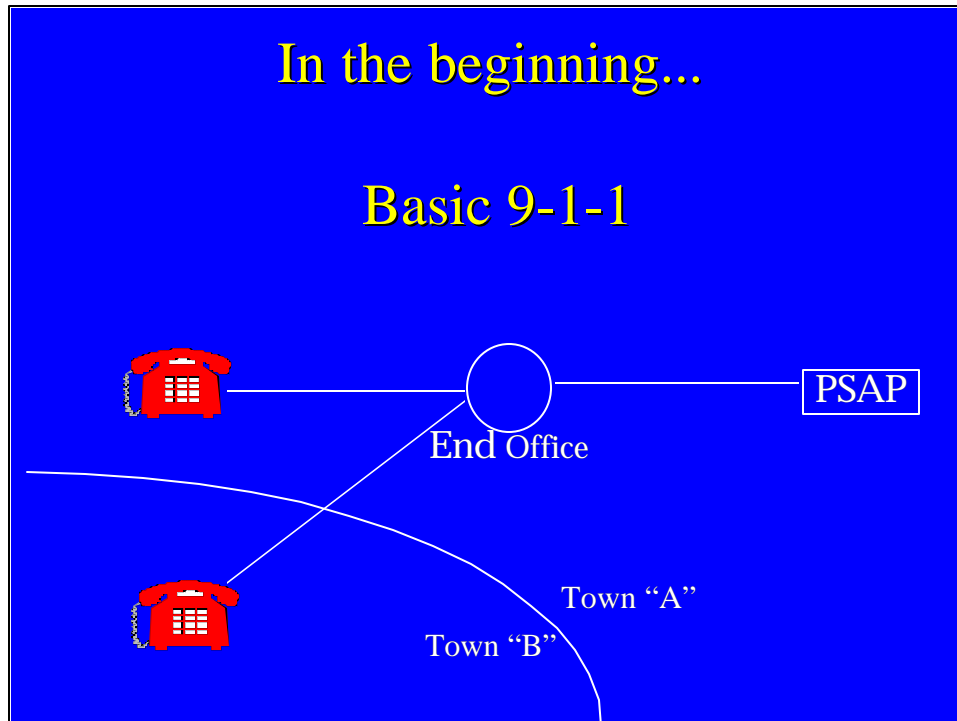 In the beginning...
Basic 9-1-1
PSAP
End Office
Town “A”
Town “B”